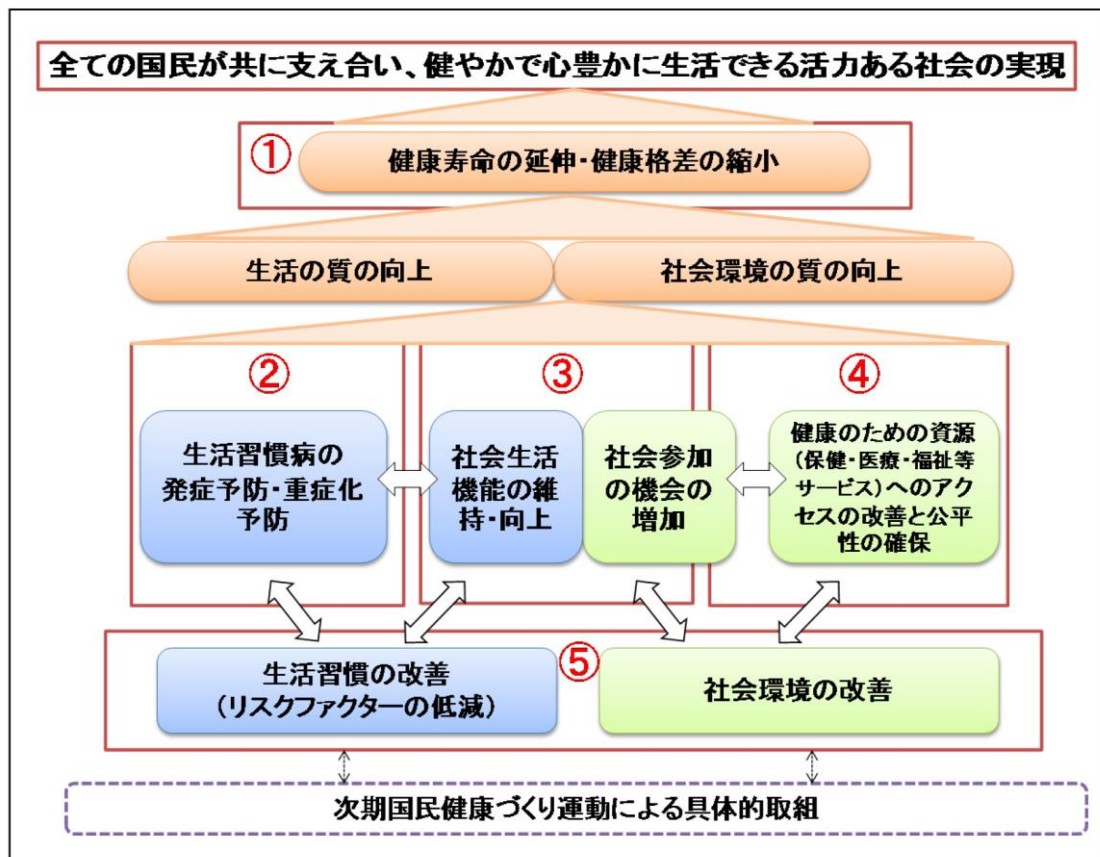 全ての国民が共に支え合い、健やかで心豊かに生活できる活力ある社会の実現
①
健康寿命の延伸・健康格差の縮小
生活の質の向上
社会環境の質の向上
②
生活習慣病の
発症予防・重症化
予防
③
社会生活
機能の維
持・向上
社会参加
の機会の
増加
④
健康のための資源
(保健・医療・福祉等
サービス)へのアク
セスの改善と公平
性の確保
⑤
生活習慣の改善
(リスクファクターの低減)
社会環境の改善
次期国民健康づくり運動による具体的取組